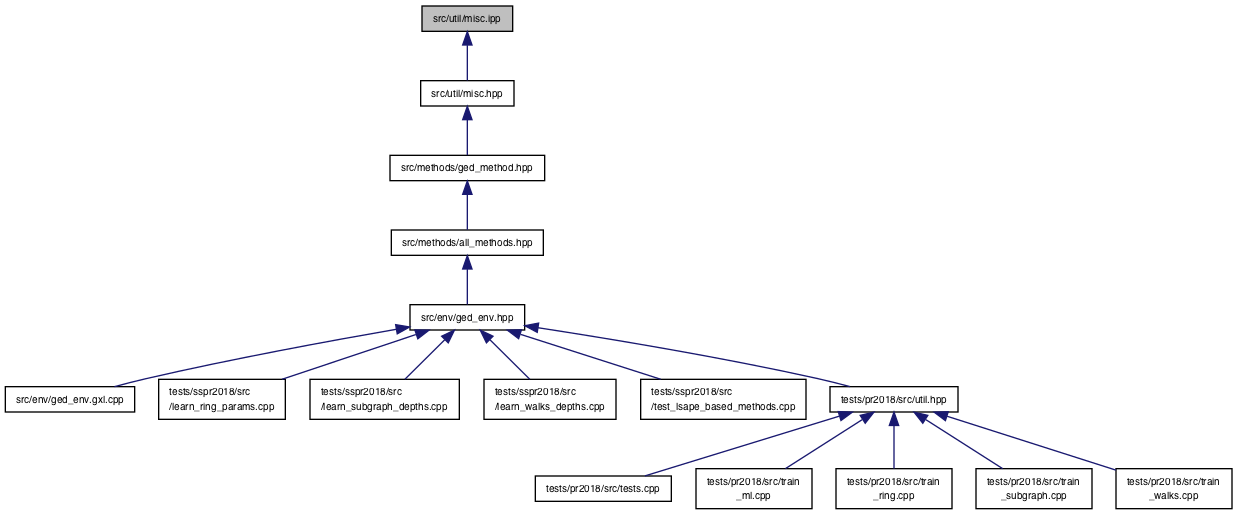 src/util/misc.ipp
src/util/misc.hpp
src/methods/ged_method.hpp
src/methods/all_methods.hpp
src/env/ged_env.hpp
src/env/ged_env.gxl.cpp
tests/sspr2018/src
/learn_ring_params.cpp
tests/sspr2018/src
/learn_subgraph_depths.cpp
tests/sspr2018/src
/learn_walks_depths.cpp
tests/sspr2018/src
/test_lsape_based_methods.cpp
tests/pr2018/src/util.hpp
tests/pr2018/src/tests.cpp
tests/pr2018/src/train
_ml.cpp
tests/pr2018/src/train
_ring.cpp
tests/pr2018/src/train
_subgraph.cpp
tests/pr2018/src/train
_walks.cpp